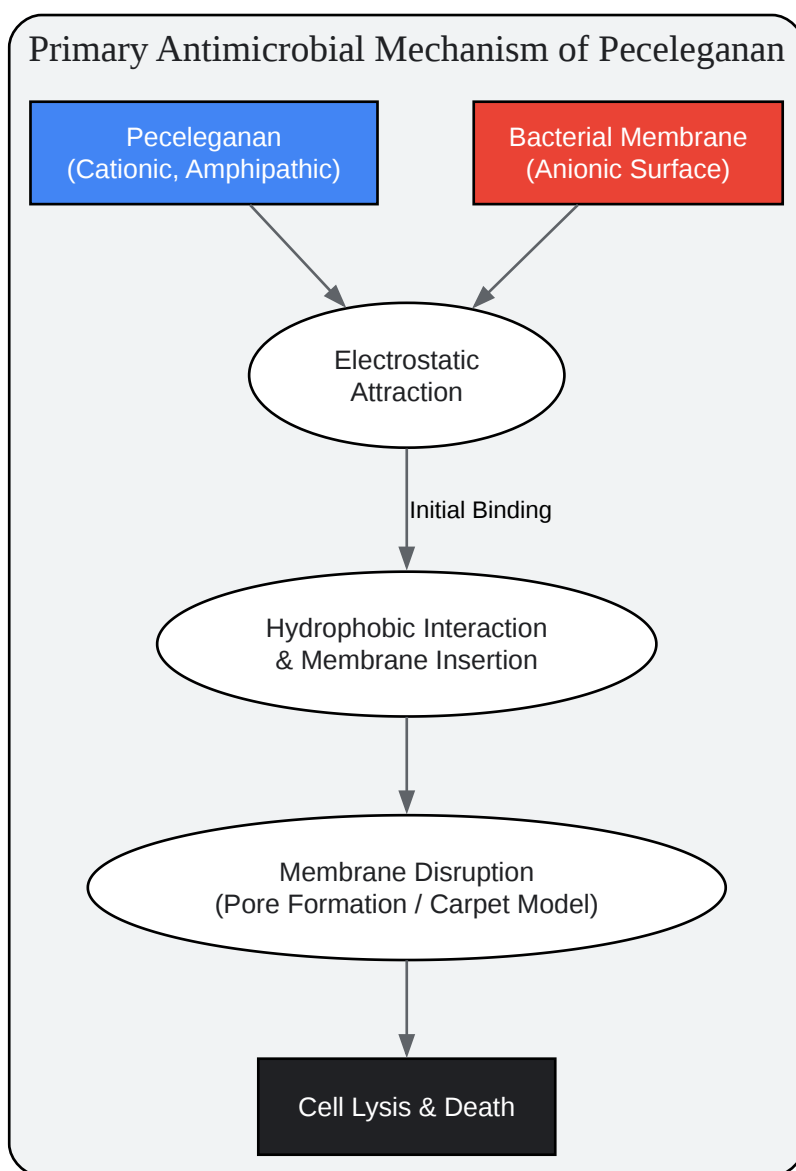 Primary Antimicrobial Mechanism of Peceleganan
Peceleganan
(Cationic, Amphipathic)
Bacterial Membrane
(Anionic Surface)
Electrostatic
Attraction
Initial Binding
Hydrophobic Interaction
& Membrane Insertion
Membrane Disruption
(Pore Formation / Carpet Model)
Cell Lysis & Death